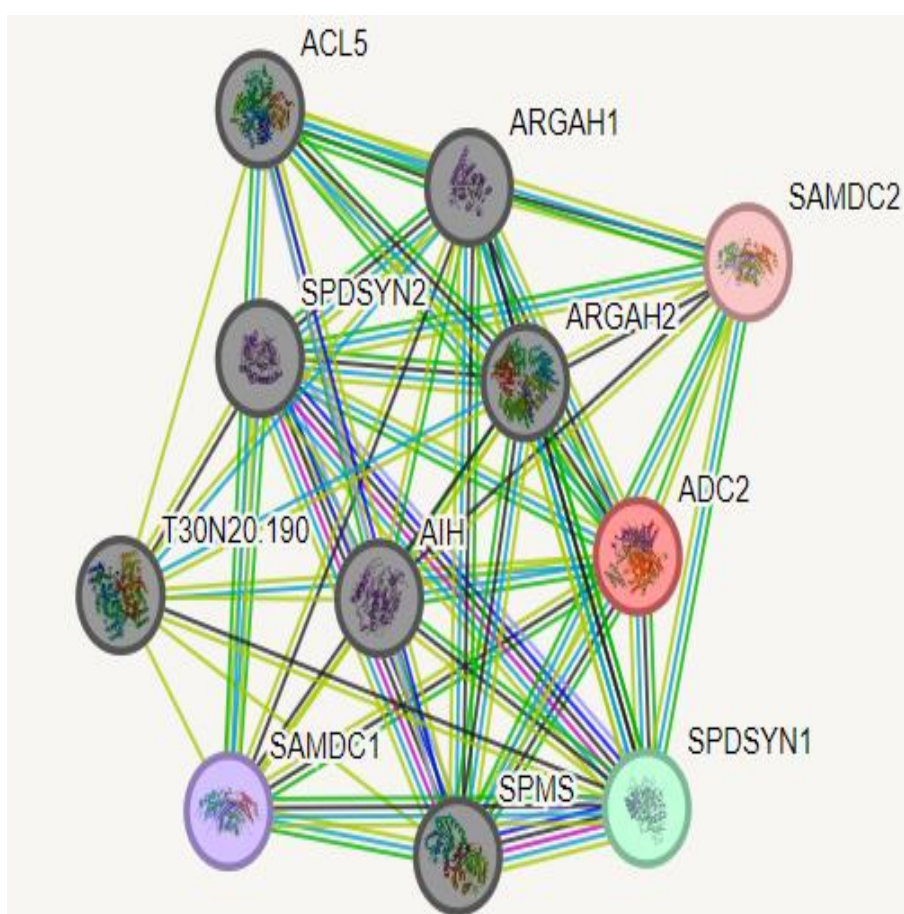 ACL5
ARGAH1
SAMDC2
SPDSYN2
ARGAH2
ADC2
T30N20.190
AIH
SAMDC1
SPDSYN1
SPMS